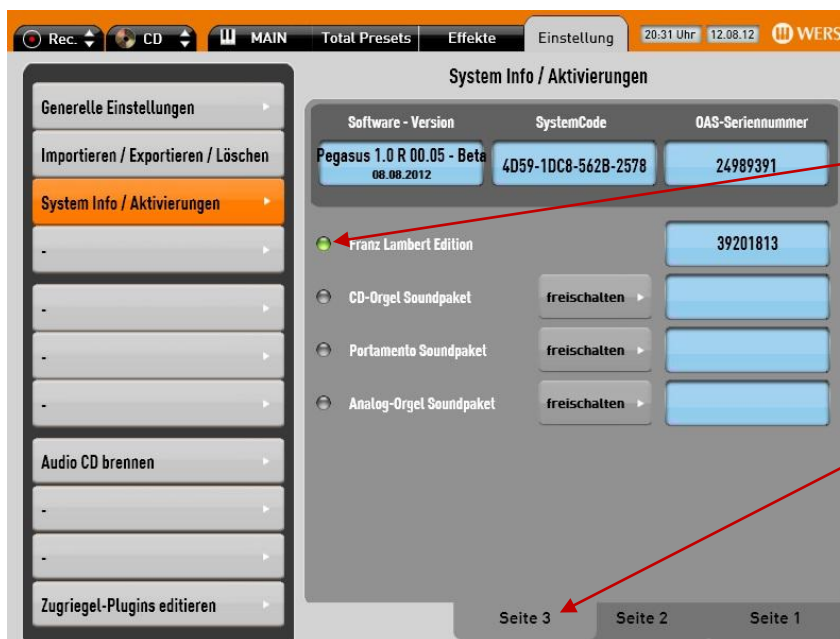 Rec. CD MAIN Total Presets Effekte Einstellung 20:31 Uhr 12.08.12 WERS
System Info / Aktivierungen
Generelle Einstellungen
Importieren / Exportieren / Löschen
System Info / Aktivierungen
-
-
-
-
Audio CD brennen
-
-
Zugriegel-Plugins editieren
Software - Version SystemCode OAS-Seriennummer
Pegasus 1.0 R 00.05 - Beta
08.08.2012
4D59-1DC8-562B-2578
24989391
Franz Lambert Edition 39201813
CD-Orgel Soundpaket freischalten
Portamento Soundpaket freischalten
Analog-Orgel Soundpaket freischalten
Seite 3 Seite 2 Seite 1